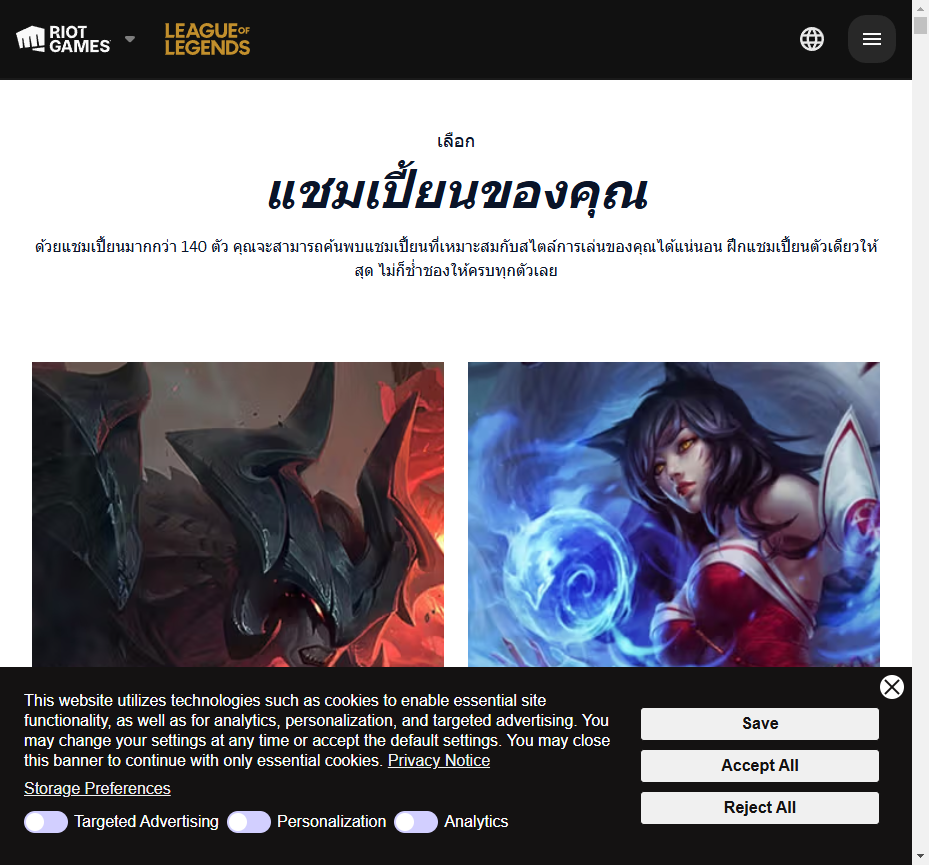 RIOT
GAMES
LEAGUE OF
LEGENDS
เลือก
แชมเปี้ยนของคุณ
ด้วยแชมเปี้ยนมากกว่า 140 ตัว คุณจะสามารถค้นพบแชมเปี้ยนที่เหมาะสมกับสไตล์การเล่นของคุณได้แน่นอน ฝึกแชมเปี้ยนตัวเดียวให้
สุด ไม่ก็ช่ำชองให้ครบทุกตัวเลย
This website utilizes technologies such as cookies to enable essential site
functionality, as well as for analytics, personalization, and targeted advertising. You
may change your settings at any time or accept the default settings. You may close
this banner to continue with only essential cookies. Privacy Notice
Storage Preferences
Targeted Advertising Personalization Analytics
Save
Accept All
Reject All